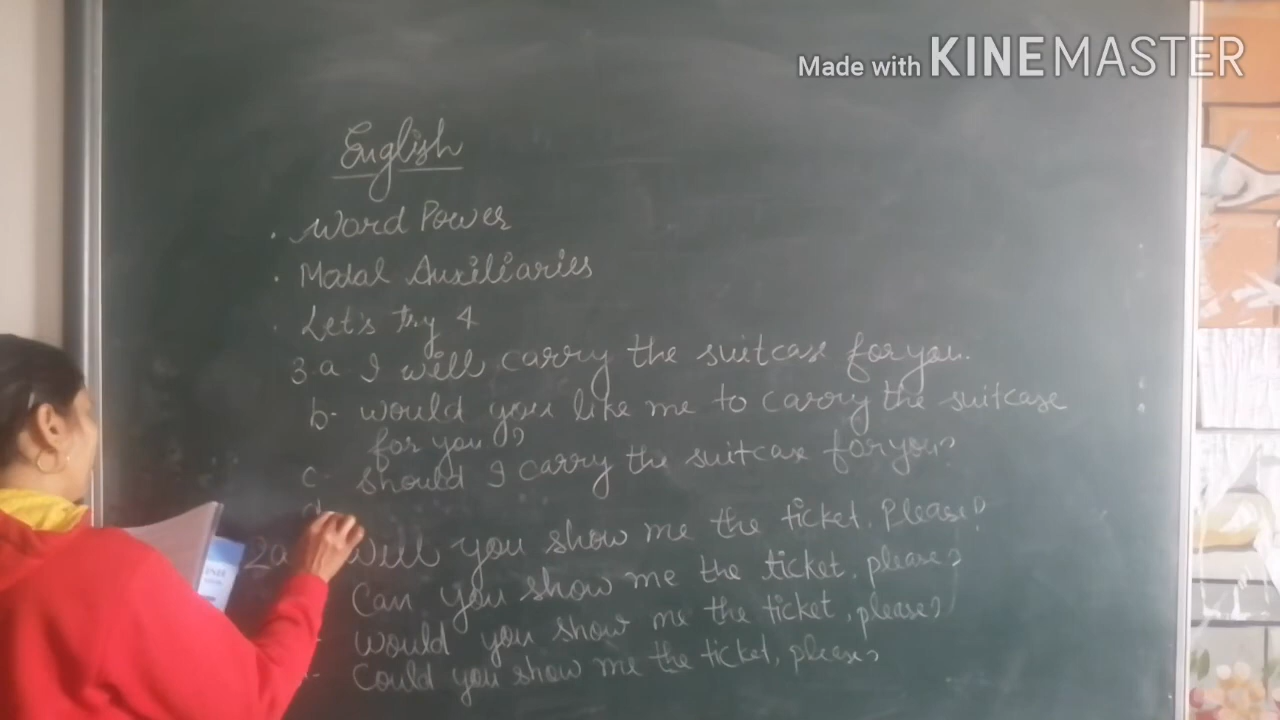 Made with KINEMASTER
English
· Word Power
· Modal Auxiliaries
· Let's try 4
3.a I will carry the suitcase for you.
b- would you like me to carry the suitcase
for you?
c- Should I carry the suitcase for you?
d
2a Will you show me the ticket. Please?
Can you show me the ticket. please?
Would you show me the ticket, please?
Could you show me the ticket, please?